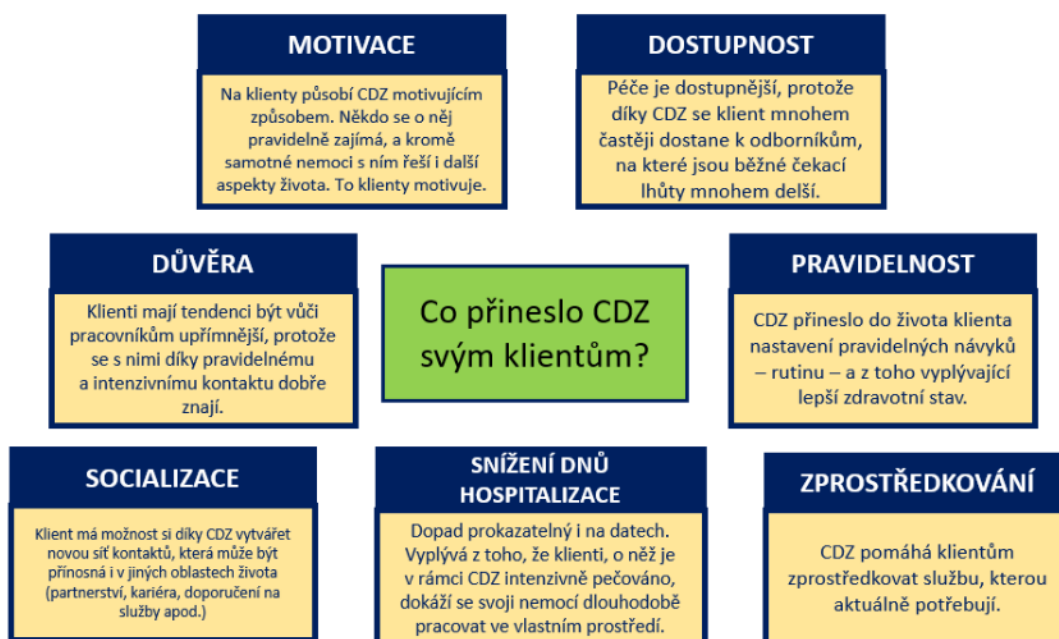 MOTIVACE
Na klienty působí CDZ motivujícím
způsobem. Někdo se o něj
pravidelně zajímá, a kromě
samotné nemoci s ním řeší i další
aspekty života. To klienty motivuje.
DOSTUPNOST
Péče je dostupnější, protože
díky CDZ se klient mnohem
častěji dostane k odborníkům,
na které jsou běžné čekací
lhůty mnohem delší.
DŮVĚRA
Klienti mají tendenci být vůči
pracovníkům upřímnější, protože
se s nimi díky pravidelnému
a intenzivnímu kontaktu dobře
znají.
Co přineslo CDZ
svým klientům?
PRAVIDELNOST
CDZ přineslo do života klienta
nastavení pravidelných návyků
– rutinu – a z toho vyplývající
lepší zdravotní stav.
SOCIALIZACE
Klient má možnost si díky CDZ vytvářet
novou síť kontaktů, která může být
přínosná i v jiných oblastech života
(partnerství, kariéra, doporučení na
služby apod.)
SNÍŽENÍ DNŮ
HOSPITALIZACE
Dopad prokazatelný i na datech.
Vyplývá z toho, že klienti, o něž je
v rámci CDZ intenzivně pečováno,
dokáží se svoji nemocí dlouhodobě
pracovat ve vlastním prostředí.
ZPROSTŘEDKOVÁNÍ
CDZ pomáhá klientům
zprostředkovat službu, kterou
aktuálně potřebují.